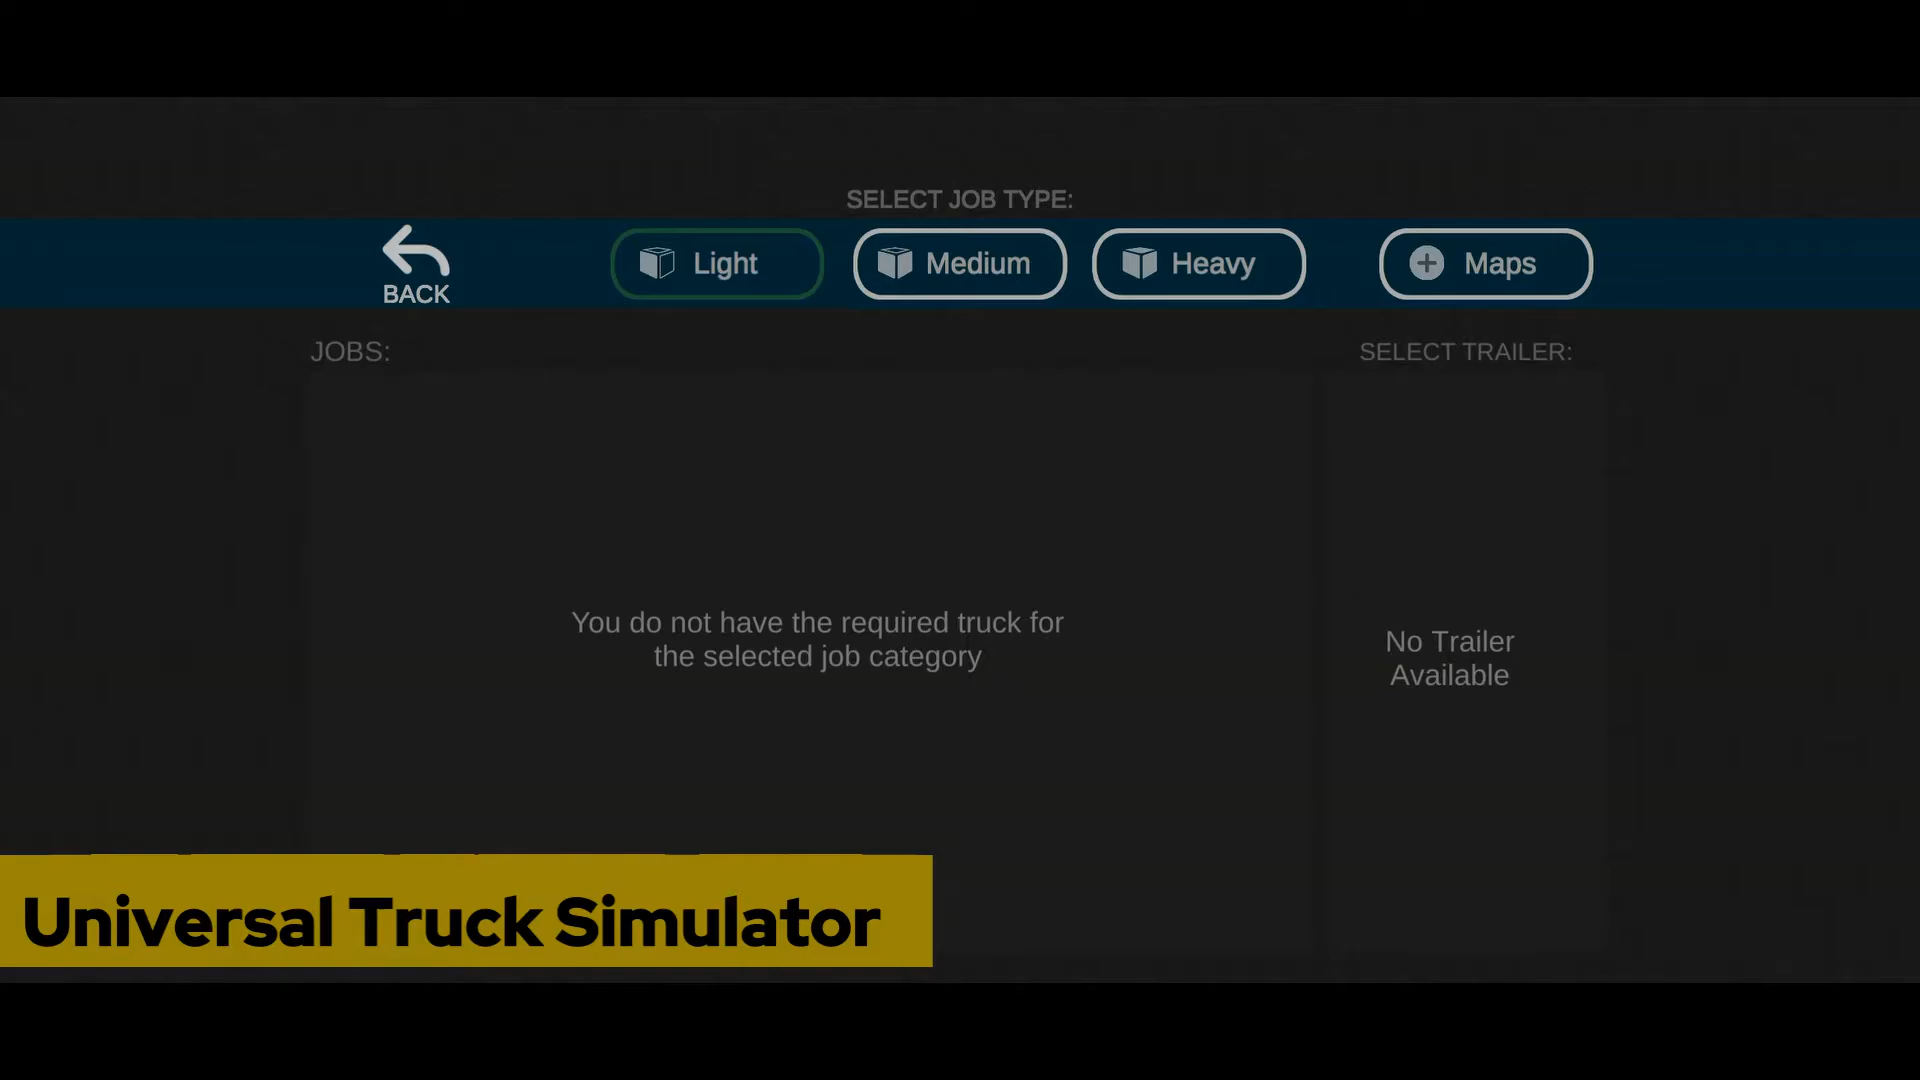 SELECT JOB TYPE:
BACK
Light
Medium
Heavy
Maps
JOBS:
SELECT TRAILER:
You do not have the required truck for
the selected job category
No Trailer
Available
Universal Truck Simulator